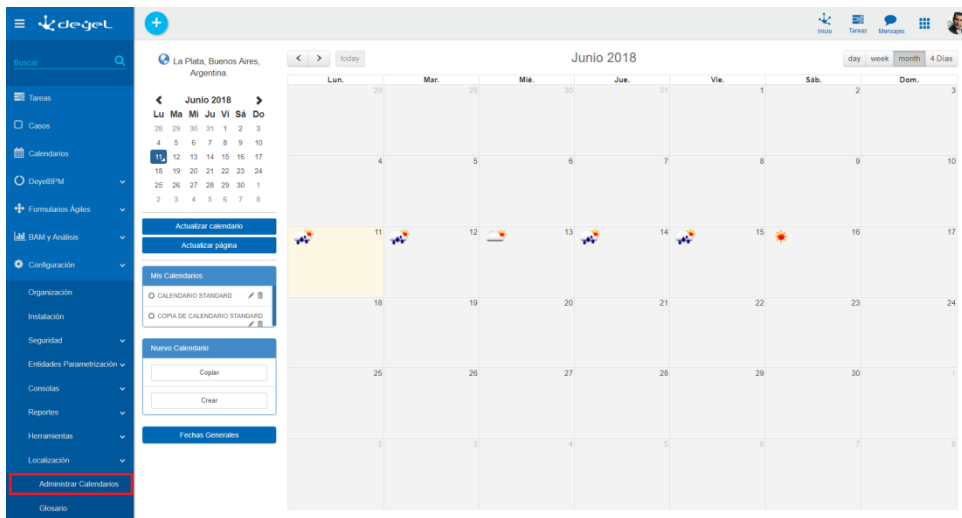 deyel
Inicio
Tareas
Mensajes
Buscar
Tareas
Casos
Calendarios
DeyelBPM
Formularios Ágiles
BAM y Análisis
Configuración
Organización
Instalación
Seguridad
Entidades Parametrización
Consolas
Reportes
Herramientas
Localización
Administrar Calendarios
Glosario
La Plata, Buenos Aires,
Argentina.
Junio 2018
Lu Ma Mi Ju Vi Sá Do
28 29 30 31 1 2 3
4 5 6 7 8 9 10
11 12 13 14 15 16 17
18 19 20 21 22 23 24
25 26 27 28 29 30 1
2 3 4 5 6 7 8
Actualizar calendario
Actualizar página
Mis Calendarios
CALENDARIO STANDARD
COPIA DE CALENDARIO STANDARD
Nuevo Calendario
Copiar
Crear
Fechas Generales
today
Junio 2018
day week month 4 Días
Lun. Mar. Mié. Jue. Vie. Sáb. Dom.
28 29 30 31 1 2 3
4 5 6 7 8 9 10
11 12 13 14 15 16 17
18 19 20 21 22 23 24
25 26 27 28 29 30 1
2 3 4 5 6 7 8